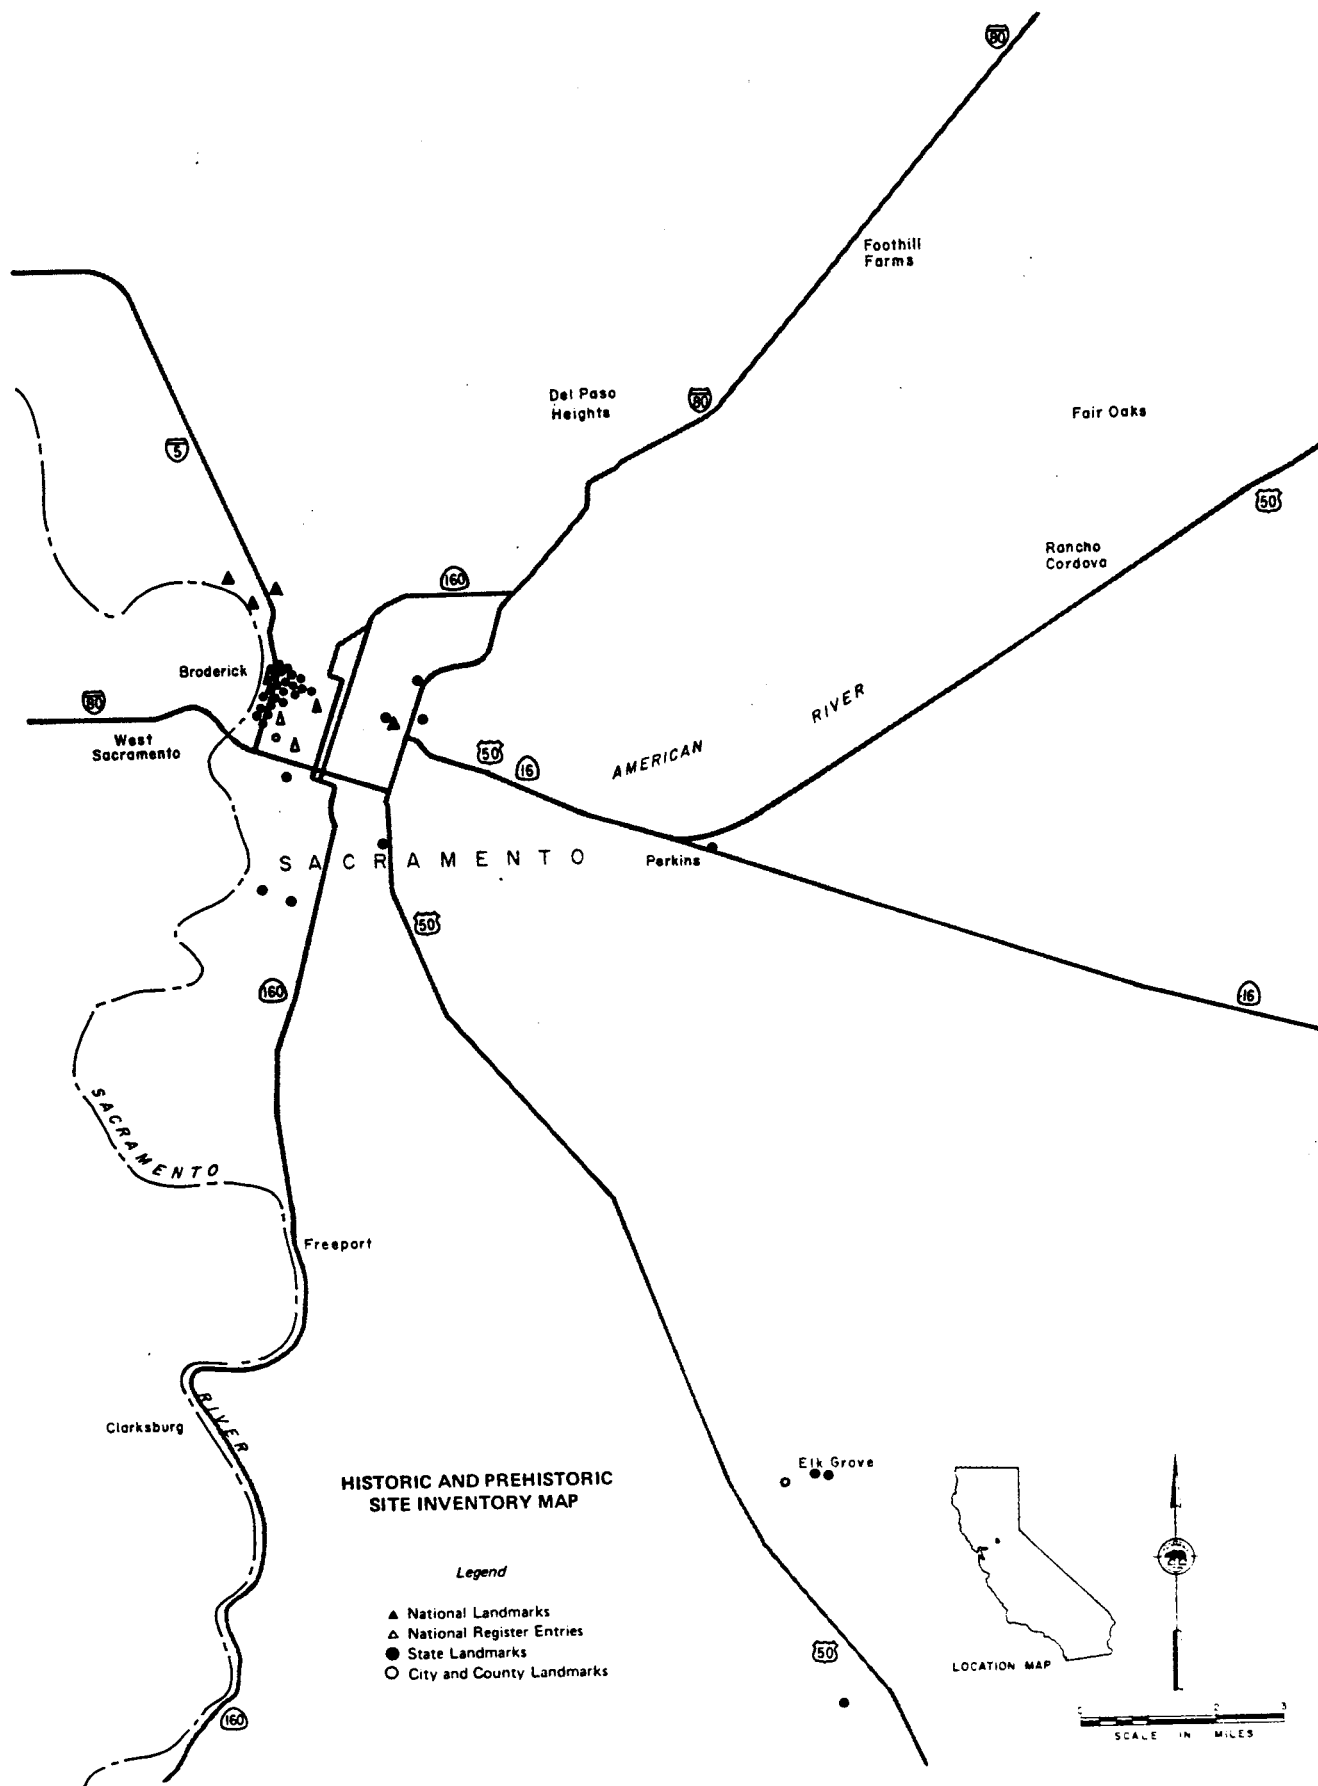 80
Foothill
Farms
Del Paso
Heights
80
Fair Oaks
5
50
Rancho
Cordova
160
Broderick
80
West
Sacramento
RIVER
50
16
AMERICAN
SACRAMENTO
Perkins
50
160
16
SACRAMENTO
Freeport
RIVER
Clarksburg
Elk Grove
HISTORIC AND PREHISTORIC
SITE INVENTORY MAP
Legend
National Landmarks
National Register Entries
State Landmarks
City and County Landmarks
50
LOCATION MAP
160
2 3
SCALE IN MILES